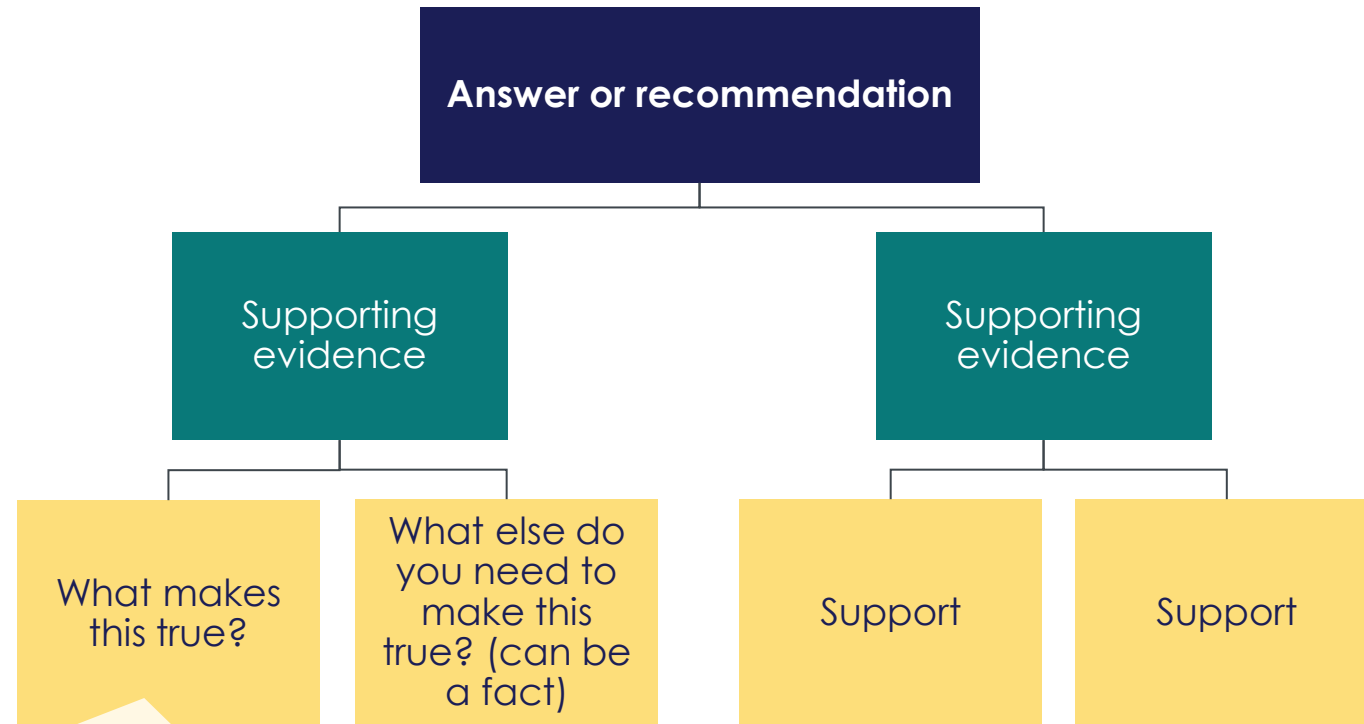 Answer or recommendation
Supporting
evidence
Supporting
evidence
What makes
this true?
What else do
you need to
make this
true? (can be
a fact)
Support
Support